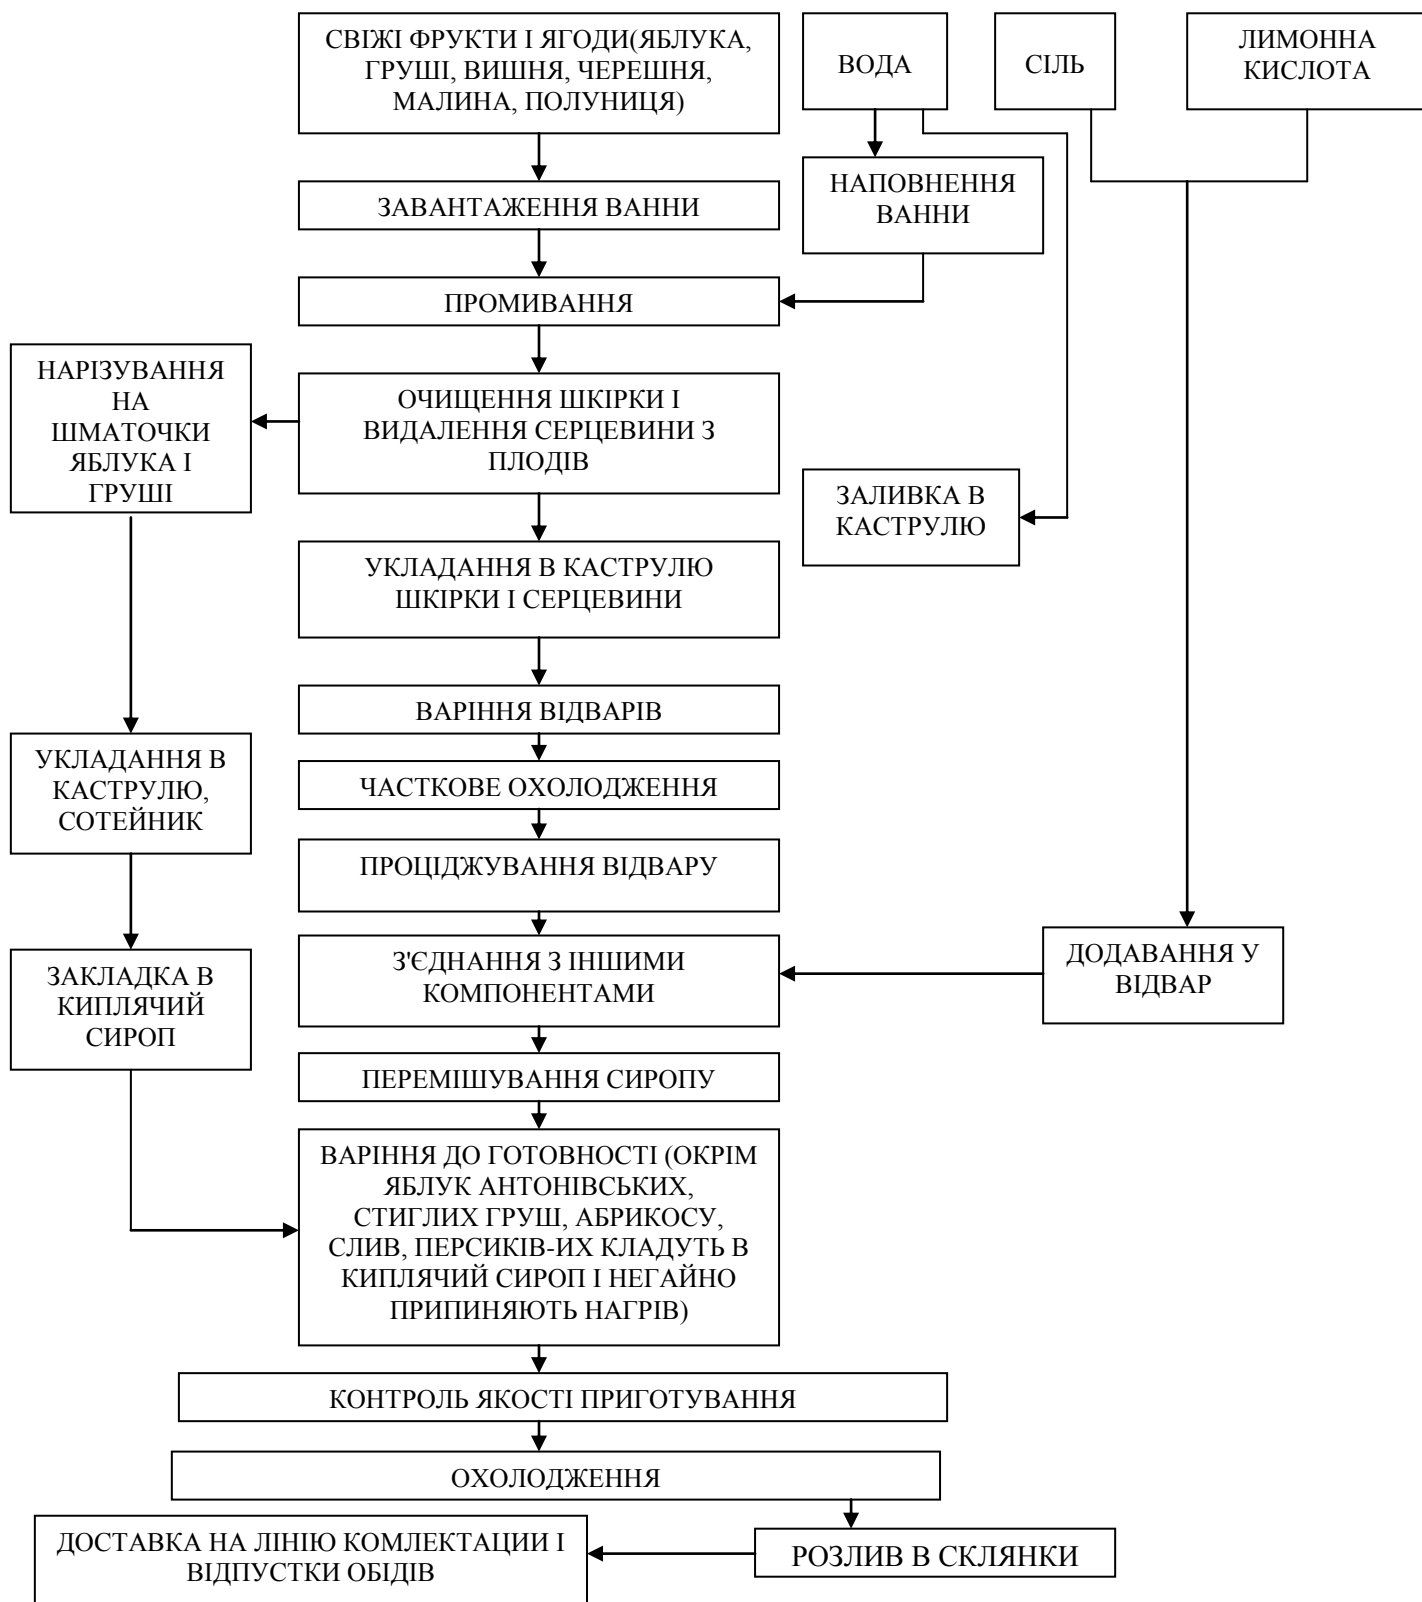 СВІЖІ ФРУКТИ І ЯГОДИ(ЯБЛУКА,
ГРУШІ, ВИШНЯ, ЧЕРЕШНЯ,
МАЛИНА, ПОЛУНИЦЯ)
ВОДА
СІЛЬ
ЛИМОННА
КИСЛОТА
ЗАВАНТАЖЕННЯ ВАННИ
НАПОВНЕННЯ
ВАННИ
ПРОМИВАННЯ
НАРІЗУВАННЯ
НА
ШМАТОЧКИ
ЯБЛУКА І
ГРУШІ
ОЧИЩЕННЯ ШКІРКИ І
ВИДАЛЕННЯ СЕРЦЕВИНИ З
ПЛОДІВ
ЗАЛИВКА В
КАСТРУЛЮ
УКЛАДАННЯ В КАСТРУЛЮ
ШКІРКИ І СЕРЦЕВИНИ
ВАРІННЯ ВІДВАРІВ
УКЛАДАННЯ В
КАСТРУЛЮ,
СОТЕЙНИК
ЧАСТКОВЕ ОХОЛОДЖЕННЯ
ПРОЦІДЖУВАННЯ ВІДВАРУ
ЗАКЛАДКА В
КИПЛЯЧИЙ
СИРОП
З'ЄДНАННЯ З ІНШИМИ
КОМПОНЕНТАМИ
ДОДАВАННЯ У
ВІДВАР
ПЕРЕМІШУВАННЯ СИРОПУ
ВАРІННЯ ДО ГОТОВНОСТІ (ОКРІМ
ЯБЛУК АНТОНІВСЬКИХ,
СТИГЛИХ ГРУШ, АБРИКОСУ,
СЛИВ, ПЕРСИКІВ-ИХ КЛАДУТЬ В
КИПЛЯЧИЙ СИРОП І НЕГАЙНО
ПРИПИНЯЮТЬ НАГРІВ)
КОНТРОЛЬ ЯКОСТІ ПРИГОТУВАННЯ
ОХОЛОДЖЕННЯ
ДОСТАВКА НА ЛІНІЮ КОМЛЕКТАЦИИ І
ВІДПУСТКИ ОБІДІВ
РОЗЛИВ В СКЛЯНКИ